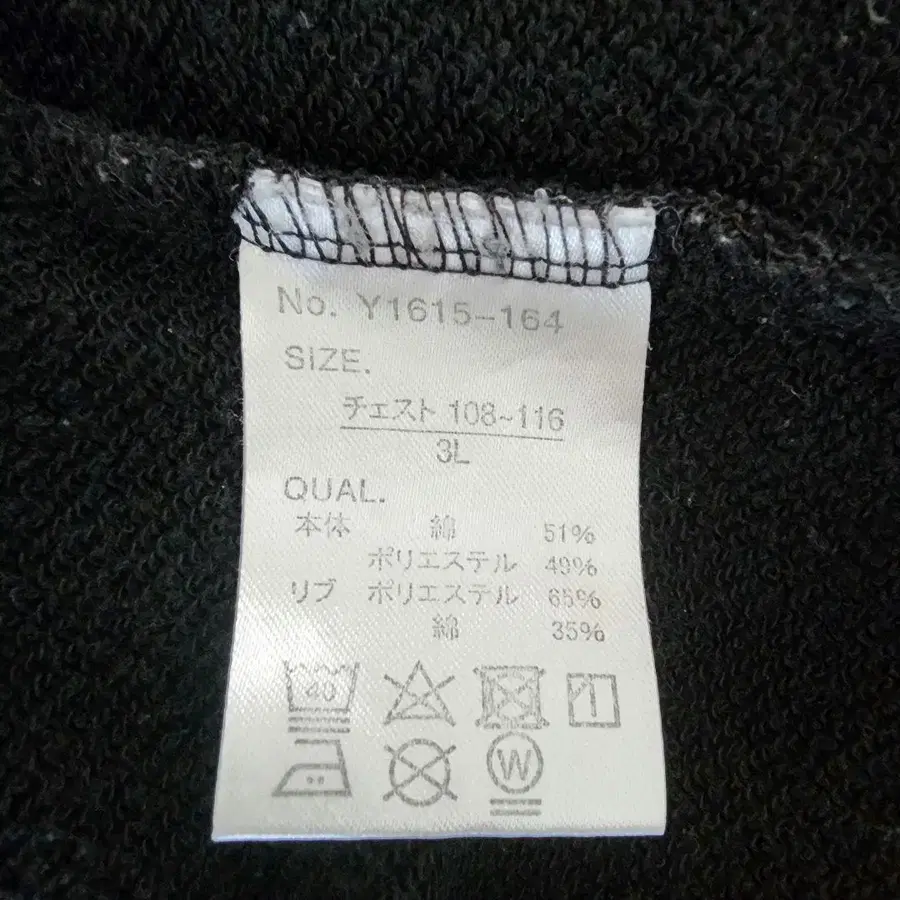 No. Y1615-164
SIZE.
チェスト 108~116
3L
QUAL.
本体 綿 51%
ポリエステル 49%
リブ ポリエステル 65%
綿 35%
40
W